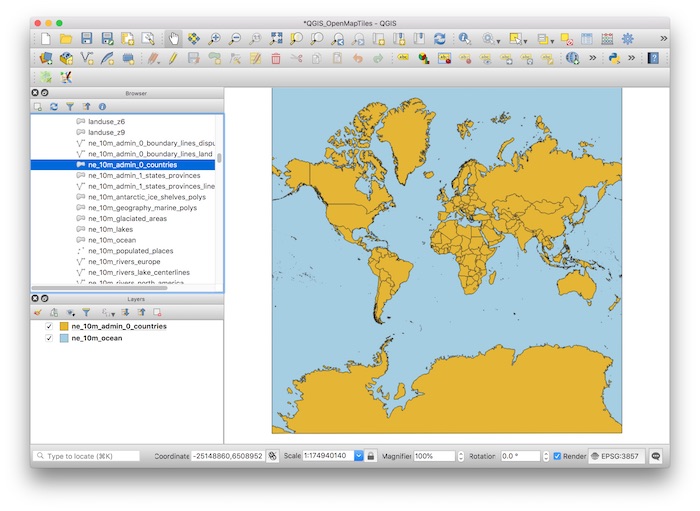 *QGIS_OpenMapTiles - QGIS
Browser
landuse_z6
landuse_z9
ne_10m_admin_0_boundary_lines_dispu
ne_10m_admin_0_boundary_lines_land
ne_10m_admin_0_countries
ne_10m_admin_1_states_provinces
ne_10m_admin_1_states_provinces_line
ne_10m_antarctic_ice_shelves_polys
ne_10m_geography_marine_polys
ne_10m_glaciated_areas
ne_10m_lakes
ne_10m_ocean
ne_10m_populated_places
ne_10m_rivers_europe
ne_10m_rivers_lake_centerlines
ne_10m_rivers_north_america
Layers
ne_10m_admin_0_countries
ne_10m_ocean
Type to locate (⌘K) Coordinate -25148860,6508952 Scale 1:174940140 Magnifier 100% Rotation 0.0 ° Render EPSG:3857